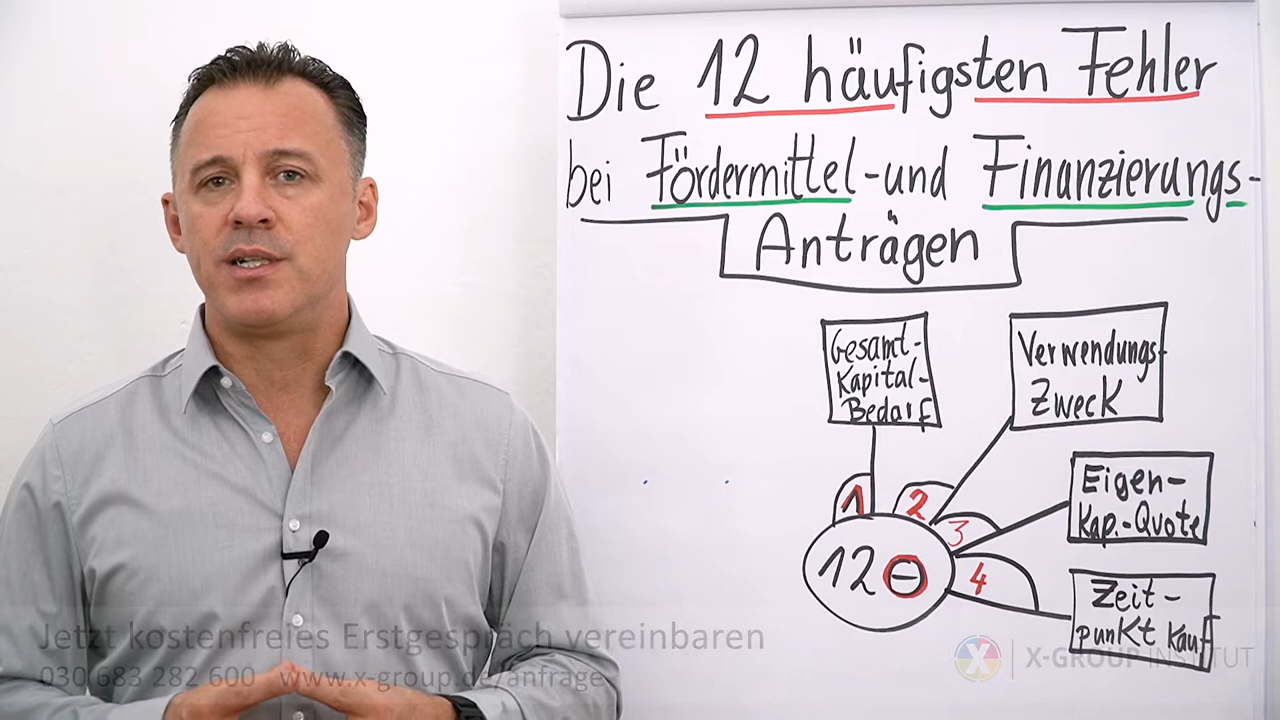 Die 12 häufigsten Fehler
bei Fördermittel-und Finanzierungs-
Anträgen
Gesamt-
Kapital-
Bedarf
Verwendungs-
Zweck
Eigen-
Kap.-Quote
Zeit-
punkt Kauf
1
2
3
4
12
Jetzt kostenfreies Erstgespräch vereinbaren
030 683 282 600 www.x-group.de/anfrage
X-GROUP INSTITUT